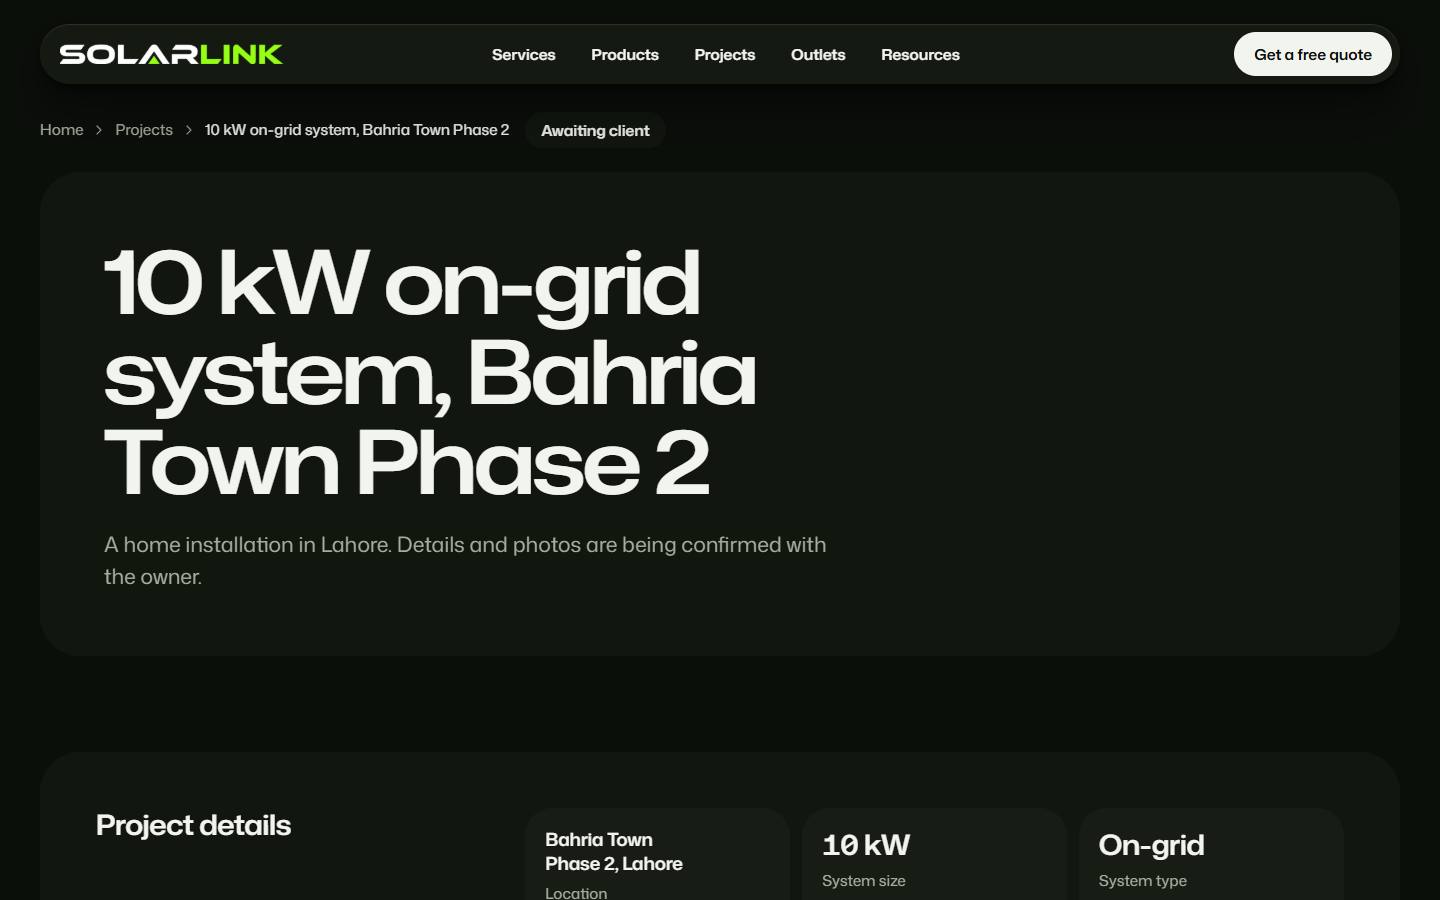 SOLARLINK
Services
Products
Projects
Outlets
Resources
Get a free quote
Home
Projects
10 kW on-grid system, Bahria Town Phase 2
Awaiting client
10 kW on-grid
system, Bahria
Town Phase 2
A home installation in Lahore. Details and photos are being confirmed with
the owner.
Project details
Bahria Town
Phase 2, Lahore
Location
10 kW
System size
On-grid
System type